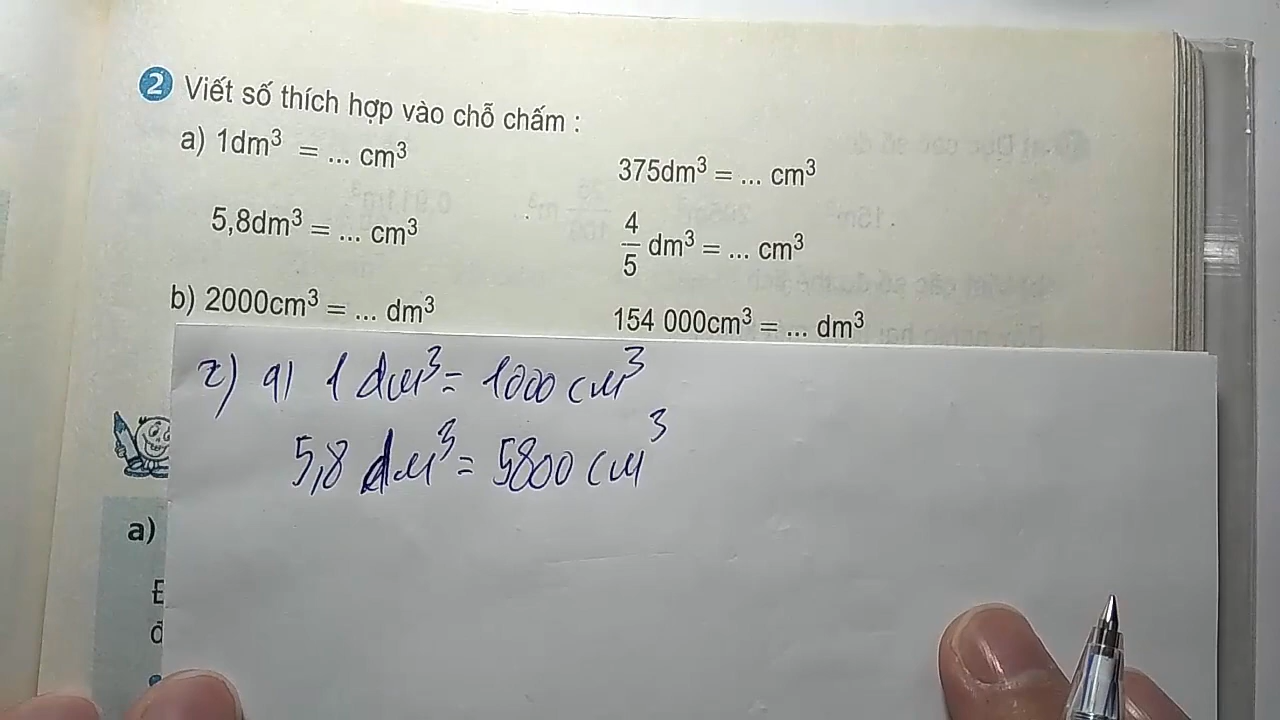 2 Viết số thích hợp vào chỗ chấm :
a) 1dm³ = ... cm³
375dm³ = ... cm³
5,8dm³ = ... cm³
4/5 dm³ = ... cm³
b) 2000cm³ = ... dm³
154 000cm³ = ... dm³
2) a) 1 dm³ = 1000 cm³
5,8 dm³ = 5800 cm³
a)